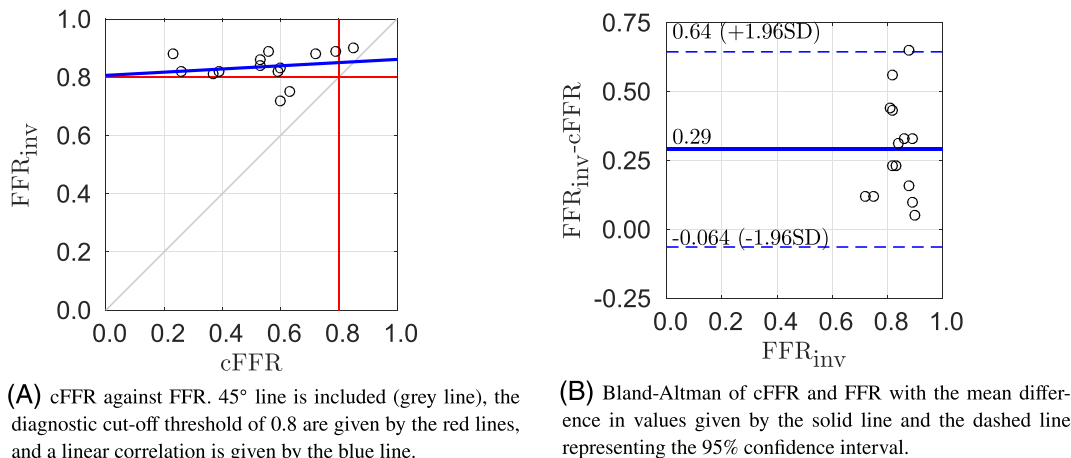 1.0
0.8
0.6
0.4
0.2
0.0
FFRinv
0.0 0.2 0.4 0.6 0.8 1.0
cFFR
(A) cFFR against FFR. 45° line is included (grey line), the
diagnostic cut-off threshold of 0.8 are given by the red lines,
and a linear correlation is given by the blue line.
0.75
0.50
0.25
0.00
-0.25
FFRinv-cFFR
0.64 (+1.96SD)
0.29
-0.064 (-1.96SD)
0.0 0.2 0.4 0.6 0.8 1.0
FFRinv
(B) Bland-Altman of cFFR and FFR with the mean differ-
ence in values given by the solid line and the dashed line
representing the 95% confidence interval.